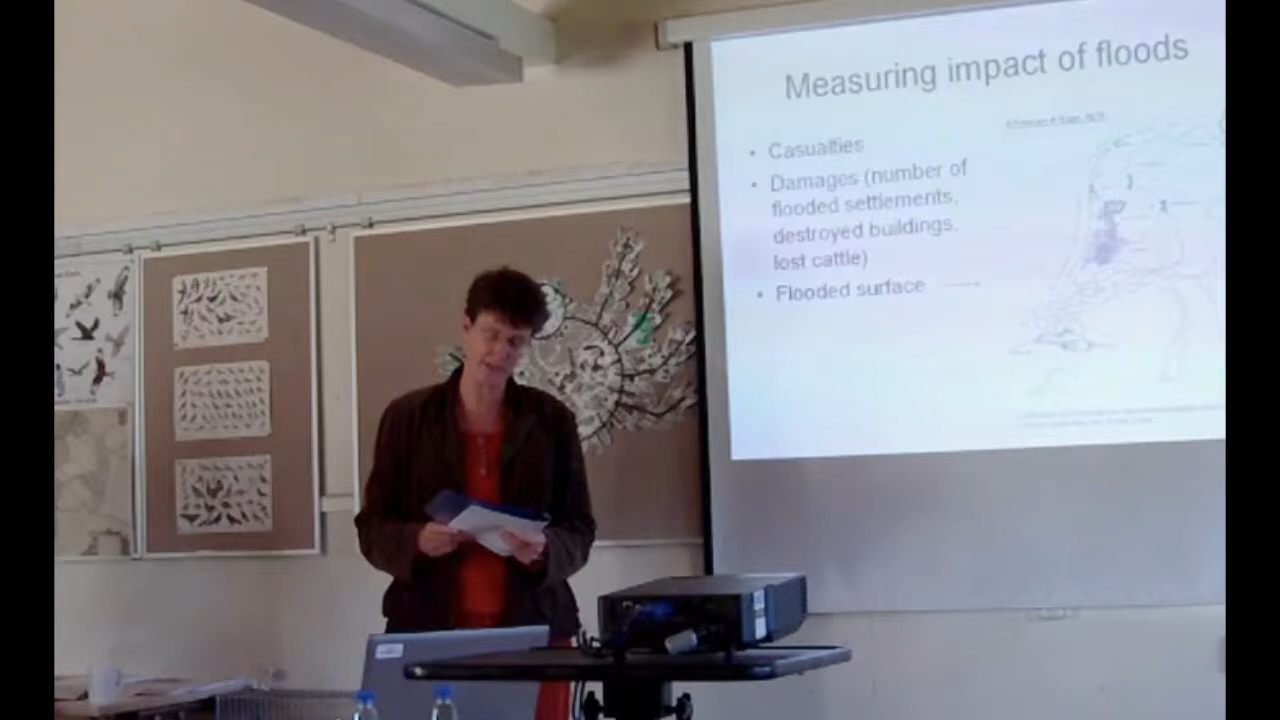 Measuring impact of floods
• Casualties
• Damages (number of
flooded settlements,
destroyed buildings,
lost cattle)
• Flooded surface